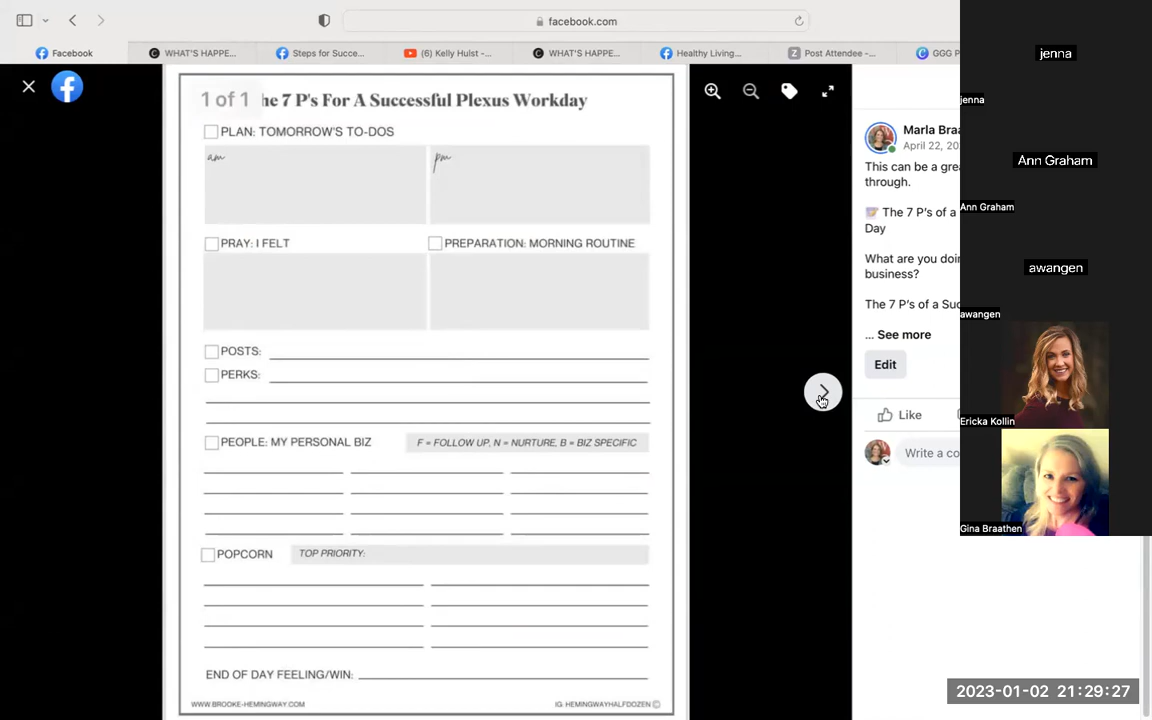 facebook.com
Facebook
WHAT'S HAPPE...
Steps for Succe...
(6) Kelly Hulst -...
WHAT'S HAPPE...
Healthy Living...
Post Attendee -...
GGG P
1 of 1
he 7 P's For A Successful Plexus Workday
PLAN: TOMORROW'S TO-DOS
am
pm
PRAY: I FELT
PREPARATION: MORNING ROUTINE
POSTS:
PERKS:
PEOPLE: MY PERSONAL BIZ
F = FOLLOW UP, N = NURTURE, B = BIZ SPECIFIC
POPCORN
TOP PRIORITY:
END OF DAY FEELING/WIN:
WWW.BROOKE-HEMINGWAY.COM
IG: HEMINGWAYHALFDOZEN ©
Marla Braa
April 22, 20
This can be a grea
through.
The 7 P's of a
Day
What are you doin
business?
The 7 P's of a Suc
... See more
Edit
Like
Write a co
jenna
jenna
Ann Graham
Ann Graham
awangen
awangen
Ericka Kollin
Gina Braathen
2023-01-02 21:29:27